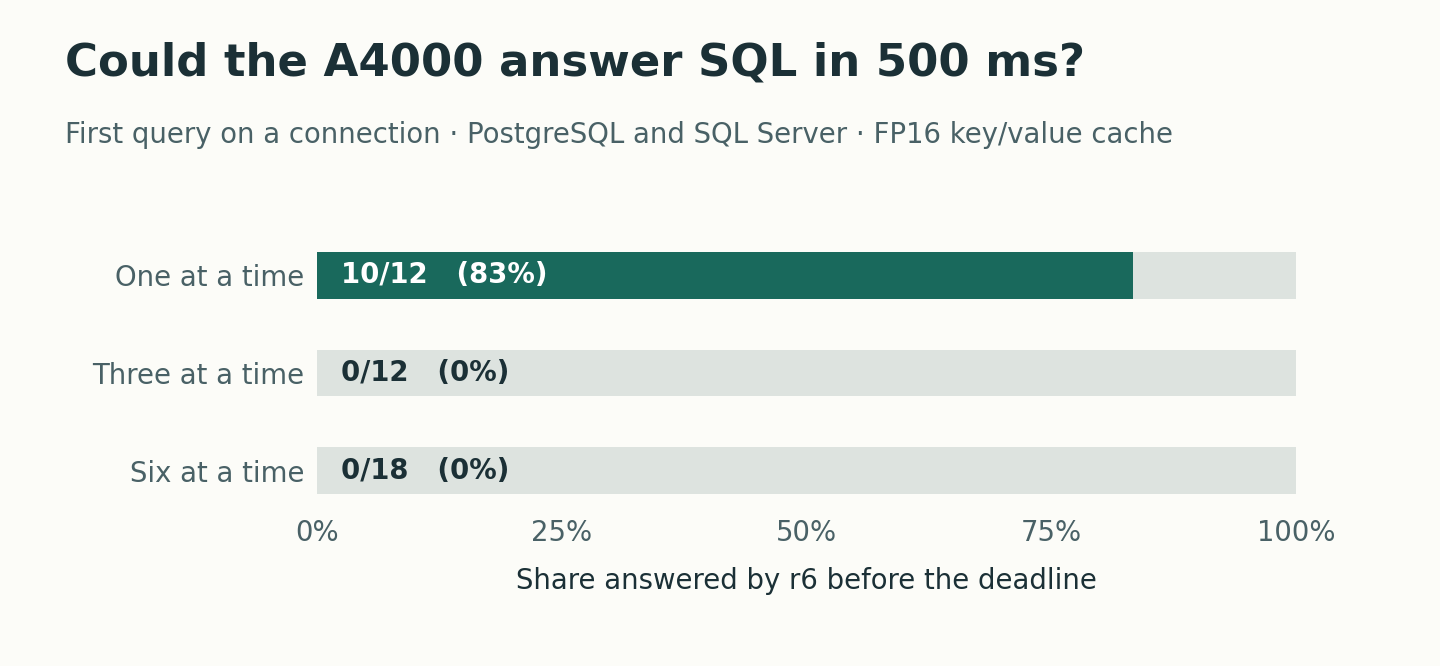 Could the A4000 answer SQL in 500 ms?
First query on a connection · PostgreSQL and SQL Server · FP16 key/value cache
One at a time 10/12 (83%)
Three at a time 0/12 (0%)
Six at a time 0/18 (0%)
0% 25% 50% 75% 100%
Share answered by r6 before the deadline